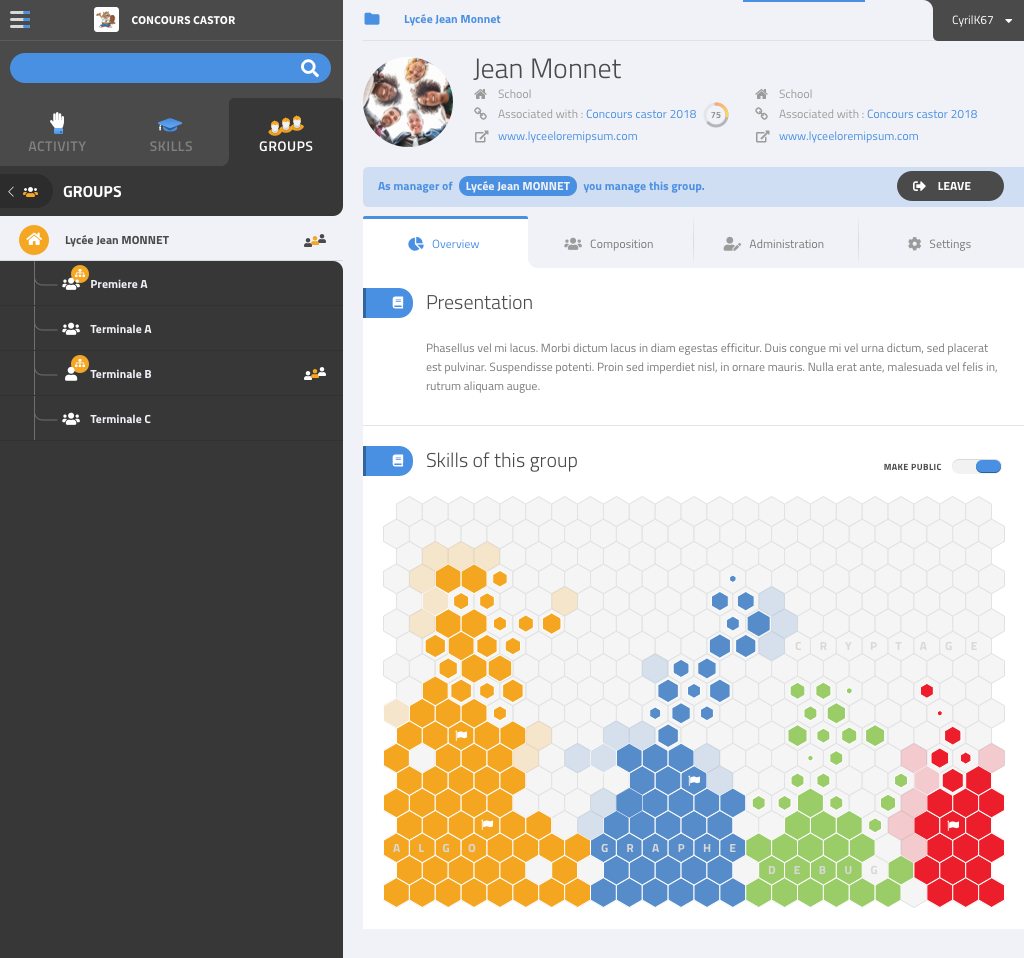 CONCOURS CASTOR
ACTIVITY
SKILLS
GROUPS
GROUPS
Lycée Jean MONNET
Premiere A
Terminale A
Terminale B
Terminale C
Lycée Jean Monnet
CyrilK67
Jean Monnet
School
Associated with : Concours castor 2018
75
www.lyceeloremipsum.com
School
Associated with : Concours castor 2018
www.lyceeloremipsum.com
As manager of Lycée Jean MONNET you manage this group.
LEAVE
Overview
Composition
Administration
Settings
Presentation
Phasellus vel mi lacus. Morbi dictum lacus in diam egestas efficitur. Duis congue mi vel urna dictum, sed placerat
est pulvinar. Suspendisse potenti. Proin sed imperdiet nisl, in ornare mauris. Nulla erat ante, malesuada vel felis in,
rutrum aliquam augue.
Skills of this group
MAKE PUBLIC
CRYPTAGE
ALGO
GRAPHE
DEBUG